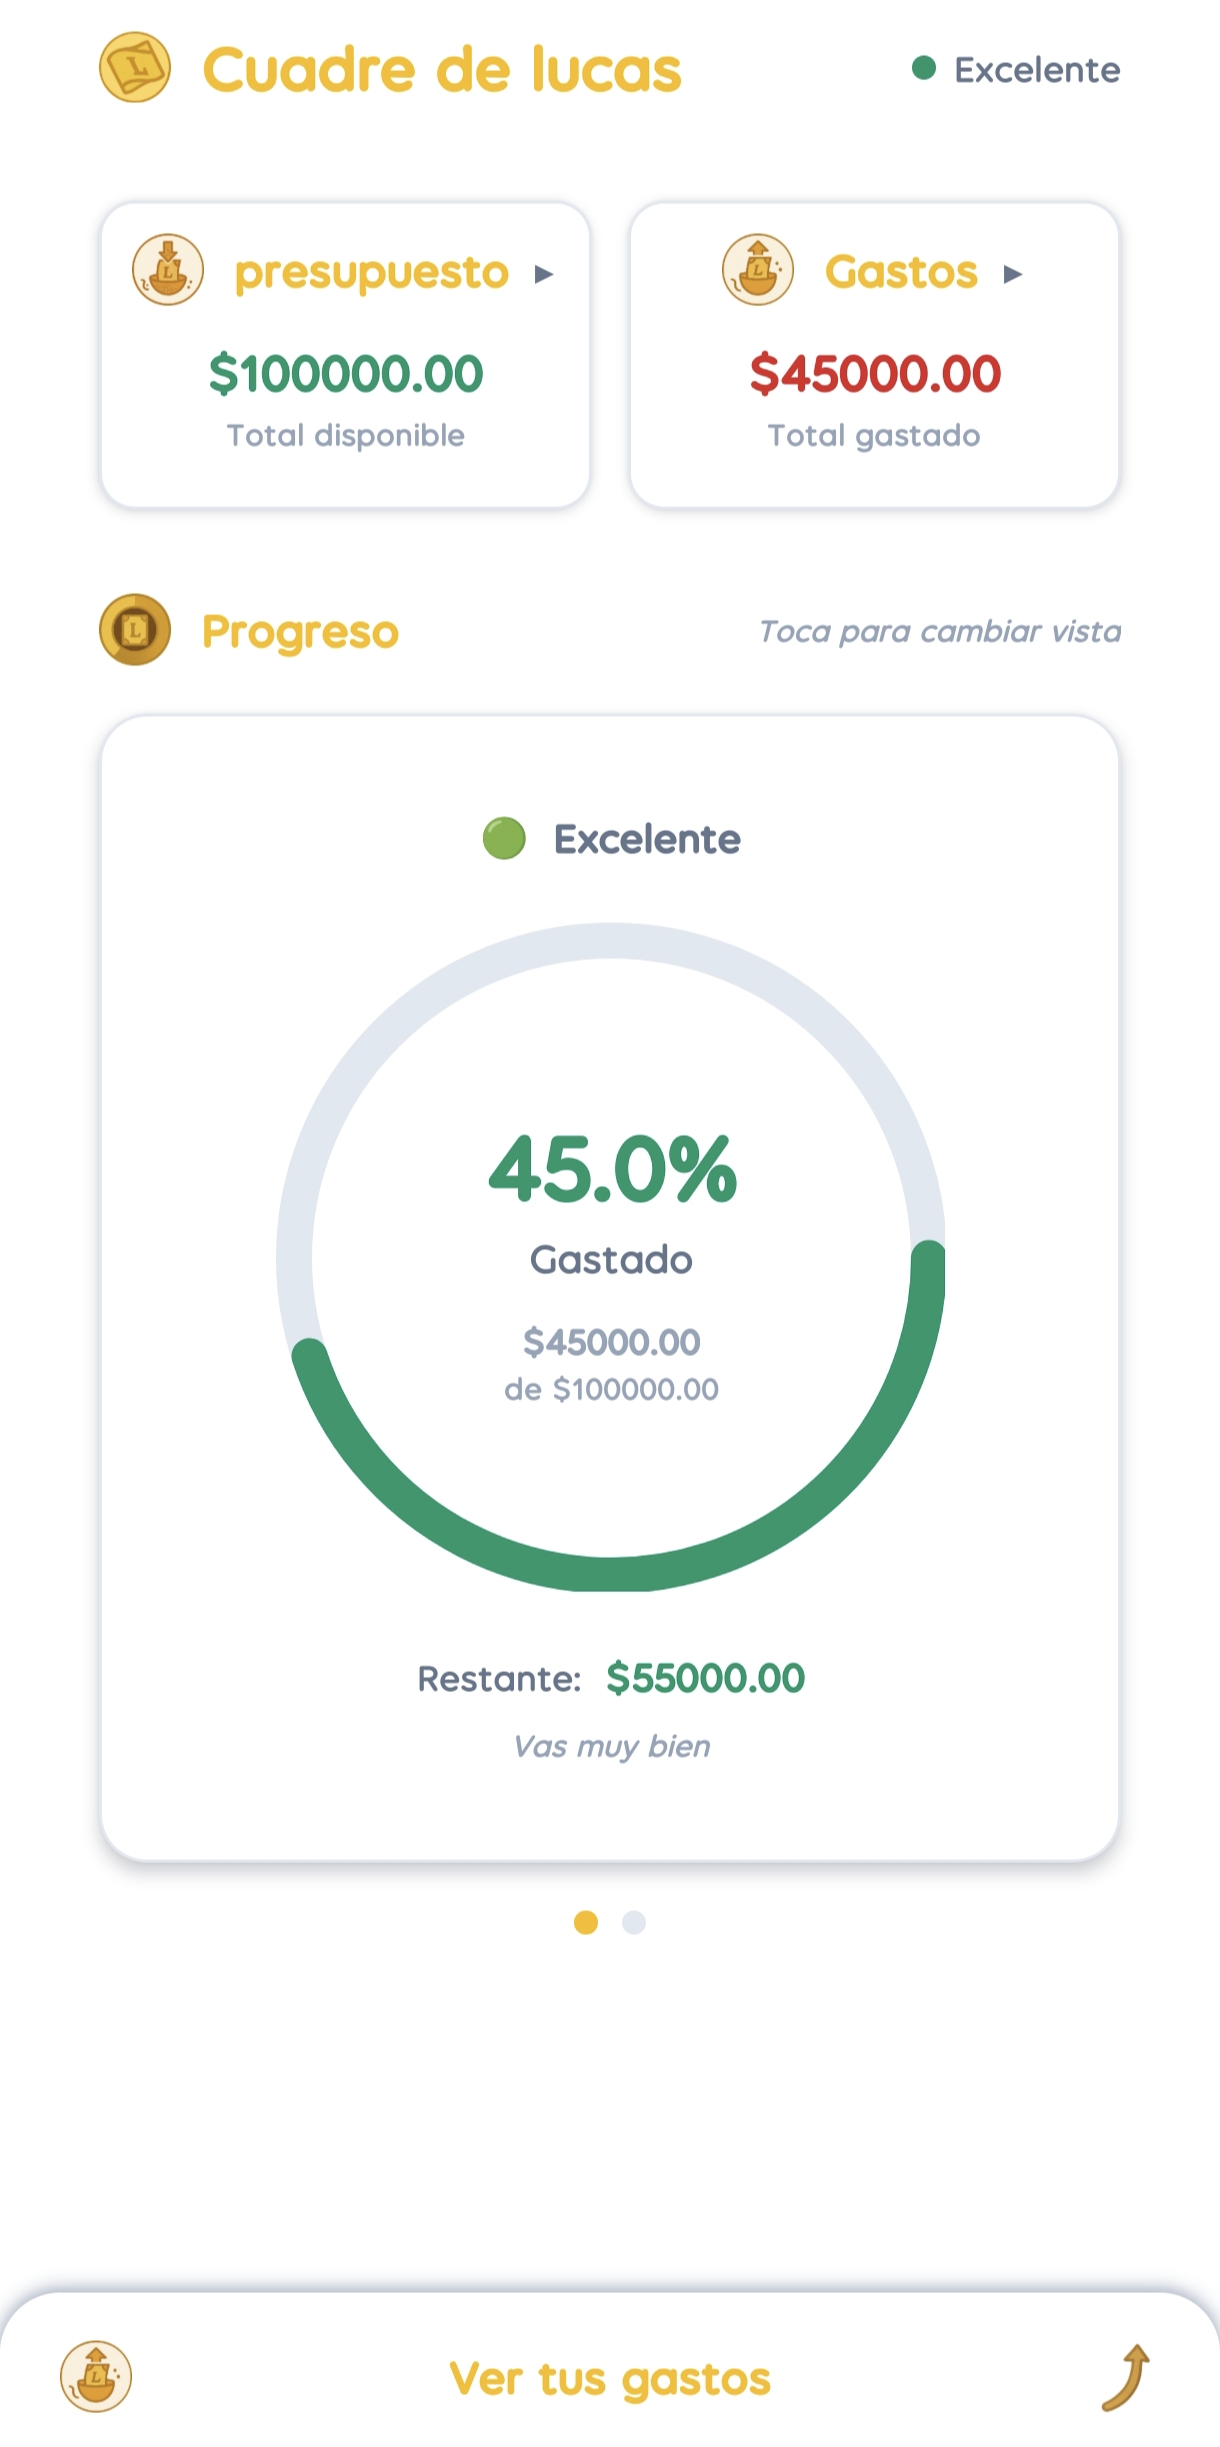 Cuadre de lucas
Excelente
presupuesto ▸
$100000.00
Total disponible
Gastos ▸
$45000.00
Total gastado
Progreso
Toca para cambiar vista
Excelente
45.0%
Gastado
$45000.00
de $100000.00
Restante: $55000.00
Vas muy bien
Ver tus gastos